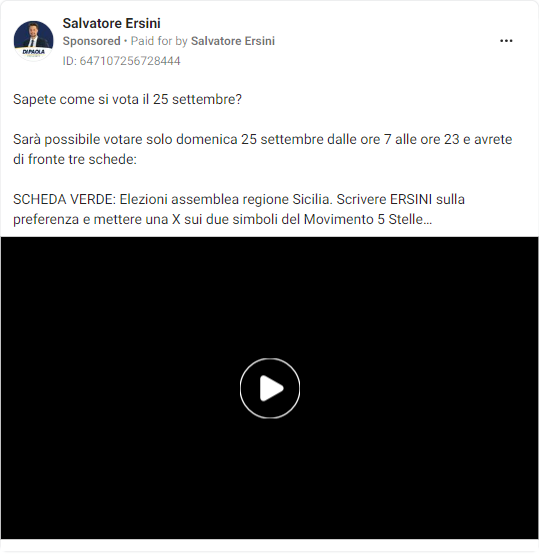 Salvatore Ersini
Sponsored • Paid for by Salvatore Ersini
ID: 647107256728444
DI PAOLA
Sapete come si vota il 25 settembre?
Sarà possibile votare solo domenica 25 settembre dalle ore 7 alle ore 23 e avrete
di fronte tre schede:
SCHEDA VERDE: Elezioni assemblea regione Sicilia. Scrivere ERSINI sulla
preferenza e mettere una X sui due simboli del Movimento 5 Stelle...